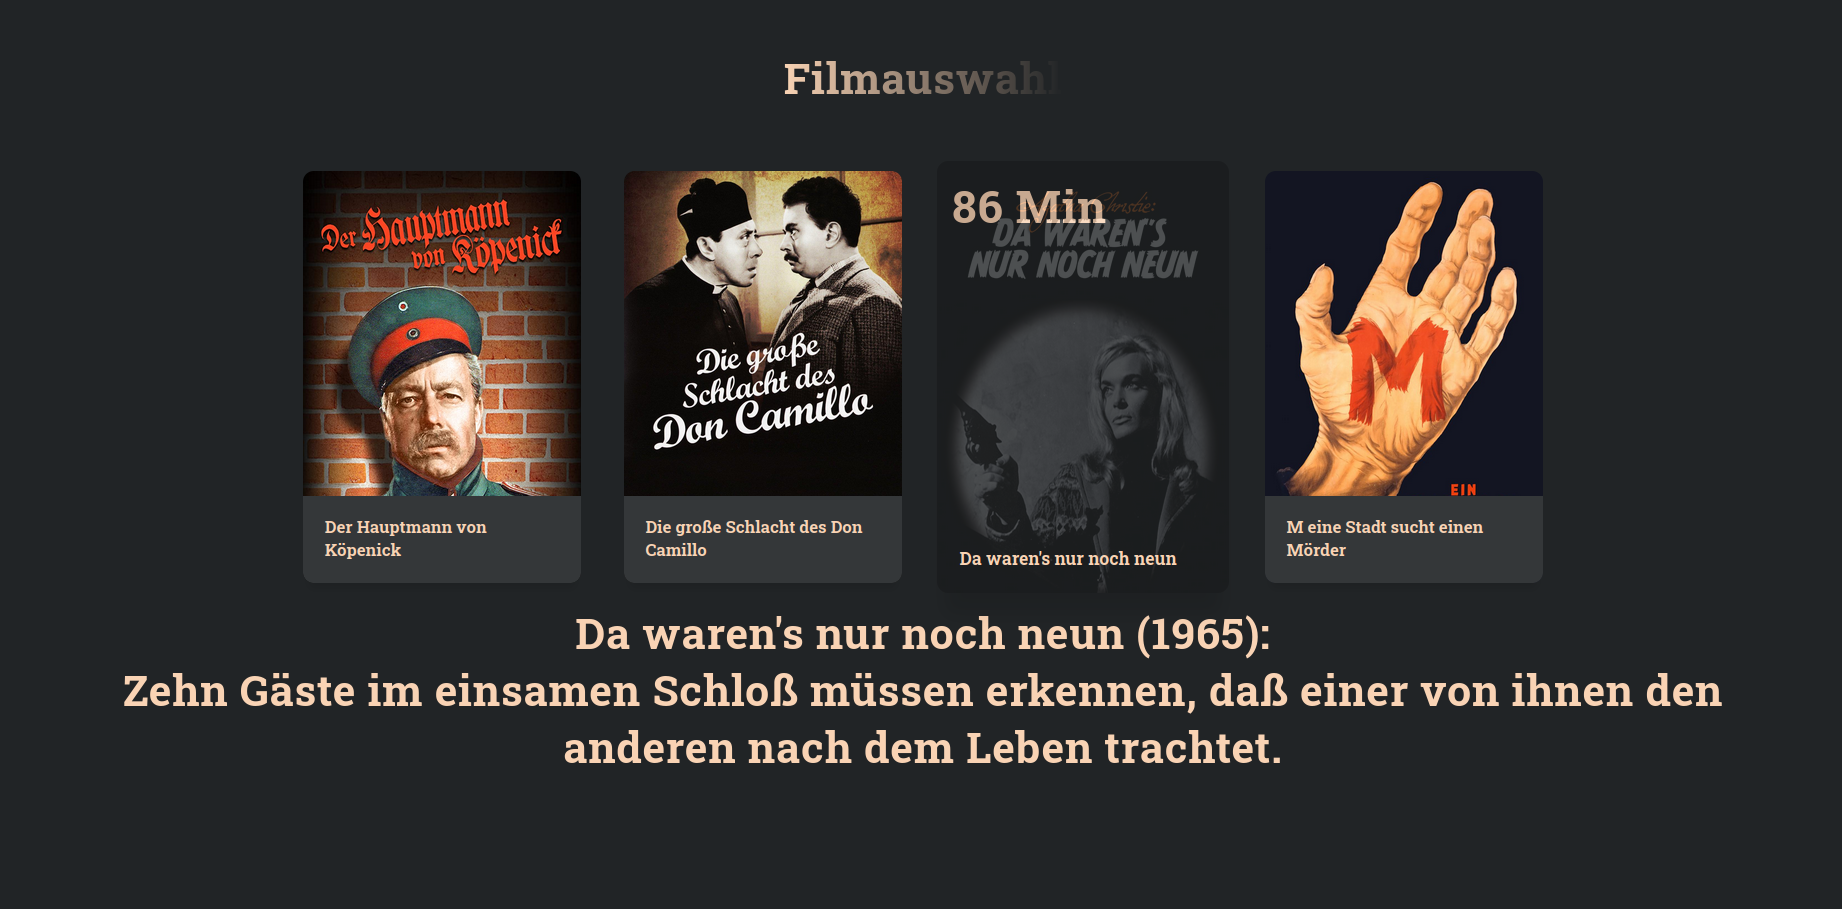 Filmauswahl
Der Hauptmann
von Köpenick
Die große
Schlacht des
Don Camillo
86 Min
Christie:
DA WAREN'S
NUR NOCH NEUN
M
EIN
Der Hauptmann von
Köpenick
Die große Schlacht des Don
Camillo
Da waren's nur noch neun
M eine Stadt sucht einen
Mörder
Da waren's nur noch neun (1965):
Zehn Gäste im einsamen Schloß müssen erkennen, daß einer von ihnen den
anderen nach dem Leben trachtet.